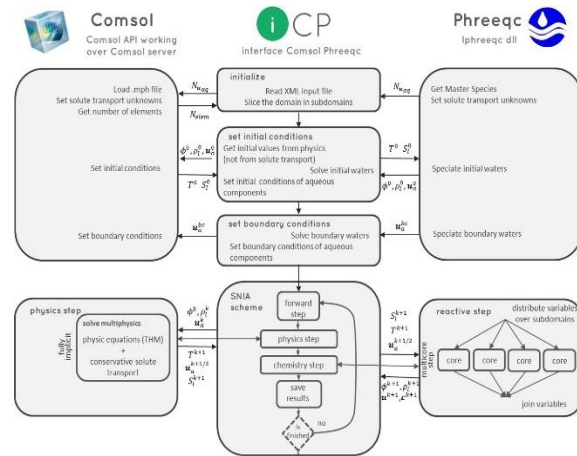 Comsol
Comsol API working
over Comsol server
iCP
interface Comsol Phreeqc
Phreeqc
Iphreeqc dll
Load .mph file
Set solute transport unknowns
Get number of elements
Set initial conditions
Set boundary conditions
initialize
Read XML input file
Slice the domain in subdomains
set initial conditions
Get initial values from physics
(not from solute transport)
Solve initial waters
Set initial conditions of aqueous
components
set boundary conditions
Solve boundary waters
Set boundary conditions of aqueous
components
Get Master Species
Set solute transport unknowns
Speciate initial waters
Speciate boundary waters
physics step
fully
implicit
solve multiphysics
physic equations (THM)
+
conservative solute
transport
SNIA
scheme
forward
step
physics step
chemistry step
save
results
is
finished
no
reactive step
distribute variables
over subdomains
multicore
step
core
core
core
core
join variables